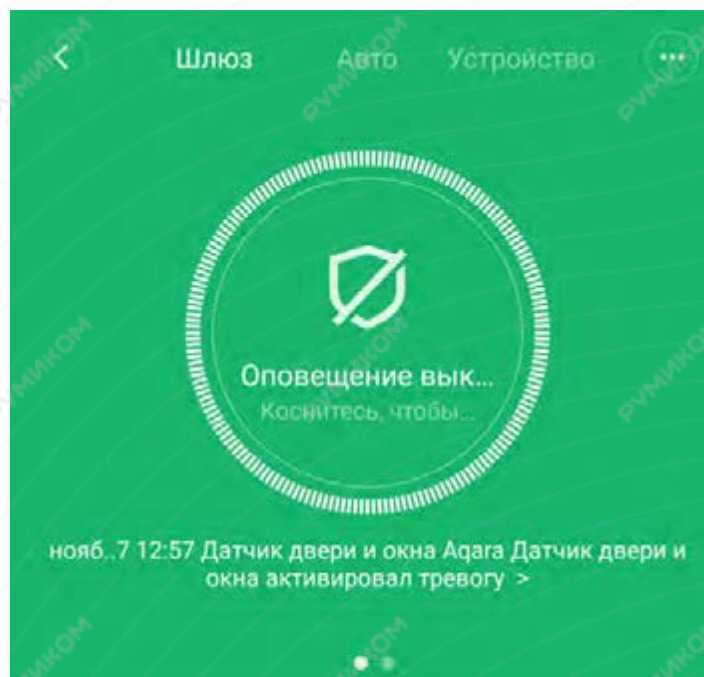 Шлюз Авто Устройство
Оповещение вык...
Коснитесь, чтобы...
нояб..7 12:57 Датчик двери и окна Aqara Датчик двери и
окна активировал тревогу >
РУМИКОМ